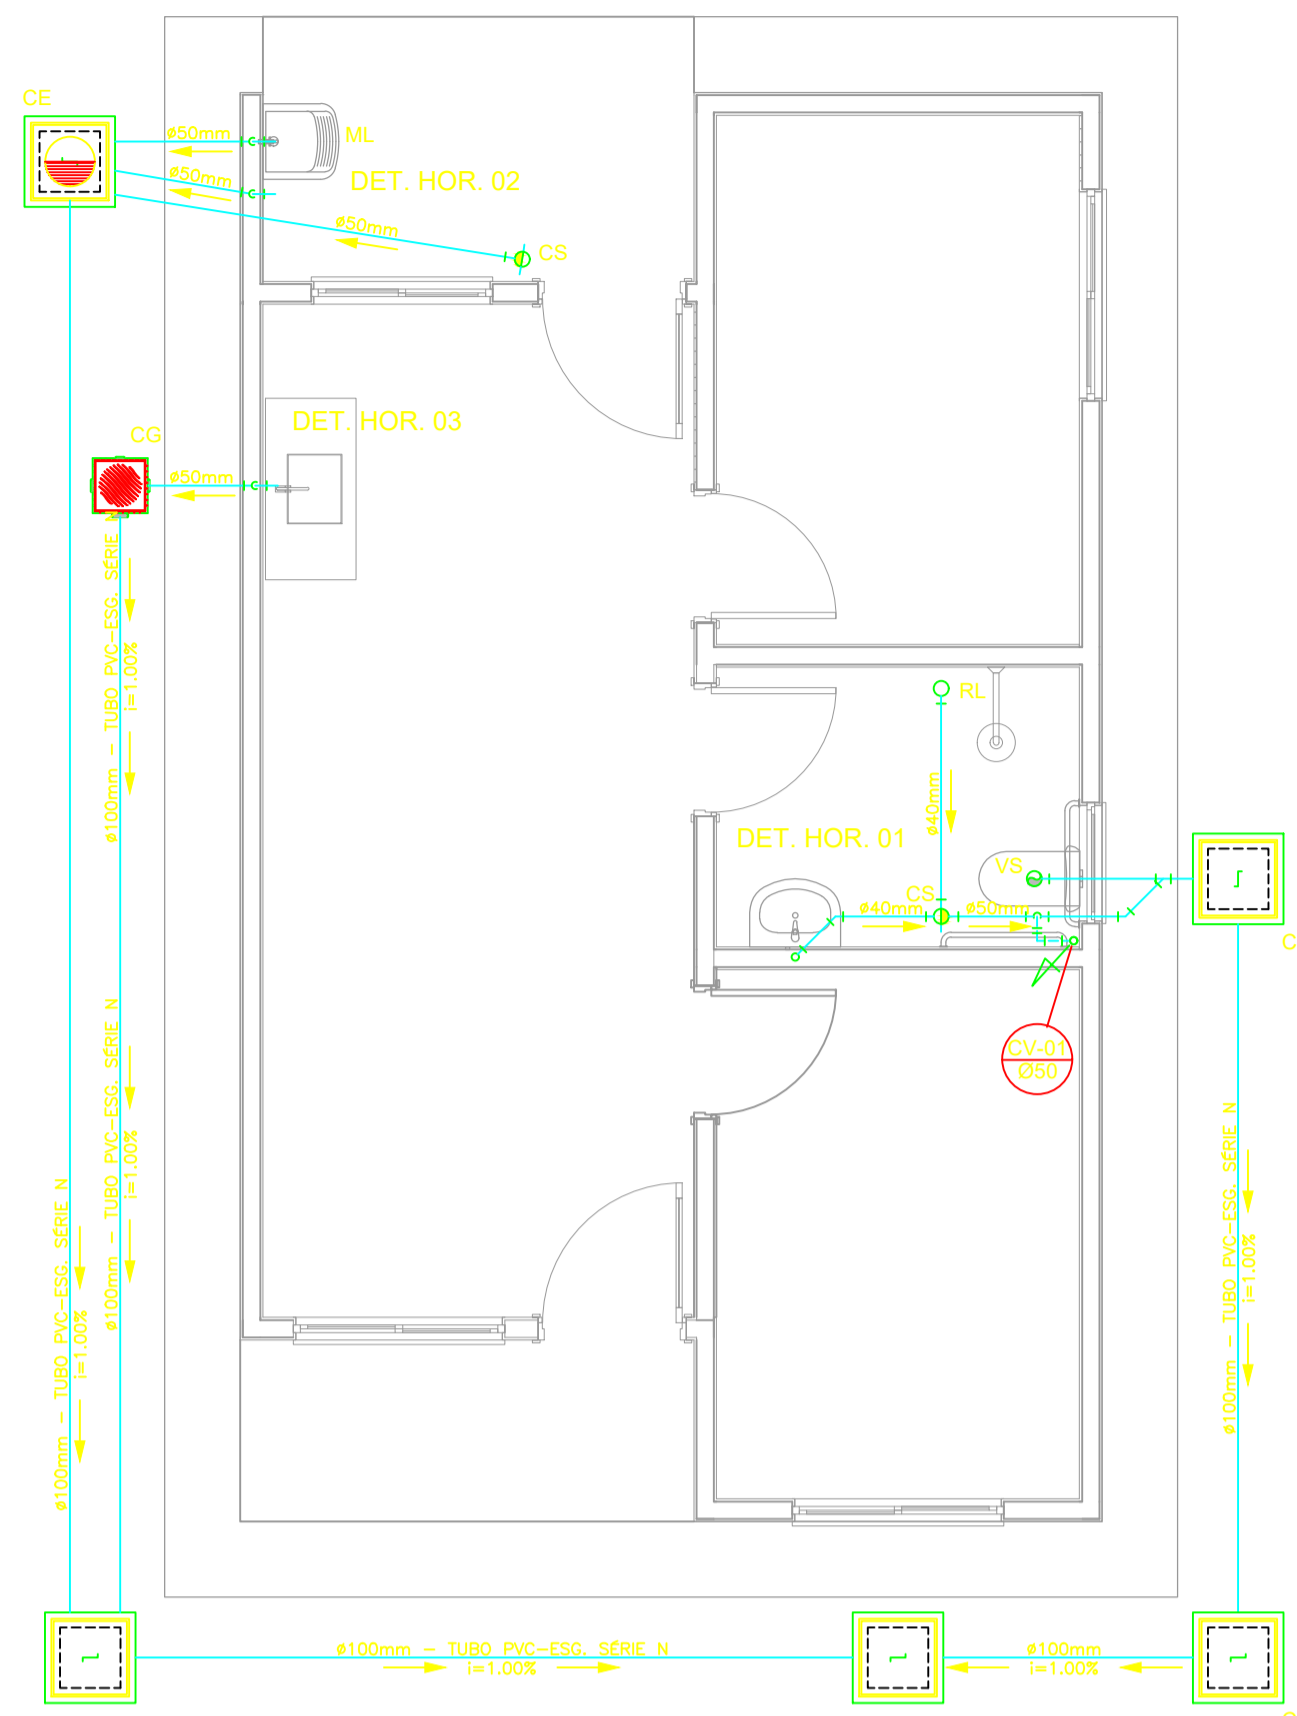 CE
ø50mm
ML
ø50mm
DET. HOR. 02
ø50mm
CS
DET. HOR. 03
CG
ø50mm
ø100mm – TUBO PVC–ESG. SÉRIE N
i=1.00%
RL
ø40mm
DET. HOR. 01
VS
CS
ø40mm
ø50mm
C
CV-01
Ø50
ø100mm – TUBO PVC–ESG. SÉRIE N
i=1.00%
ø100mm – TUBO PVC–ESG. SÉRIE N
i=1.00%
ø100mm – TUBO PVC–ESG. SÉRIE N
i=1.00%
ø100mm – TUBO PVC–ESG. SÉRIE N
i=1.00%
ø100mm
i=1.00%